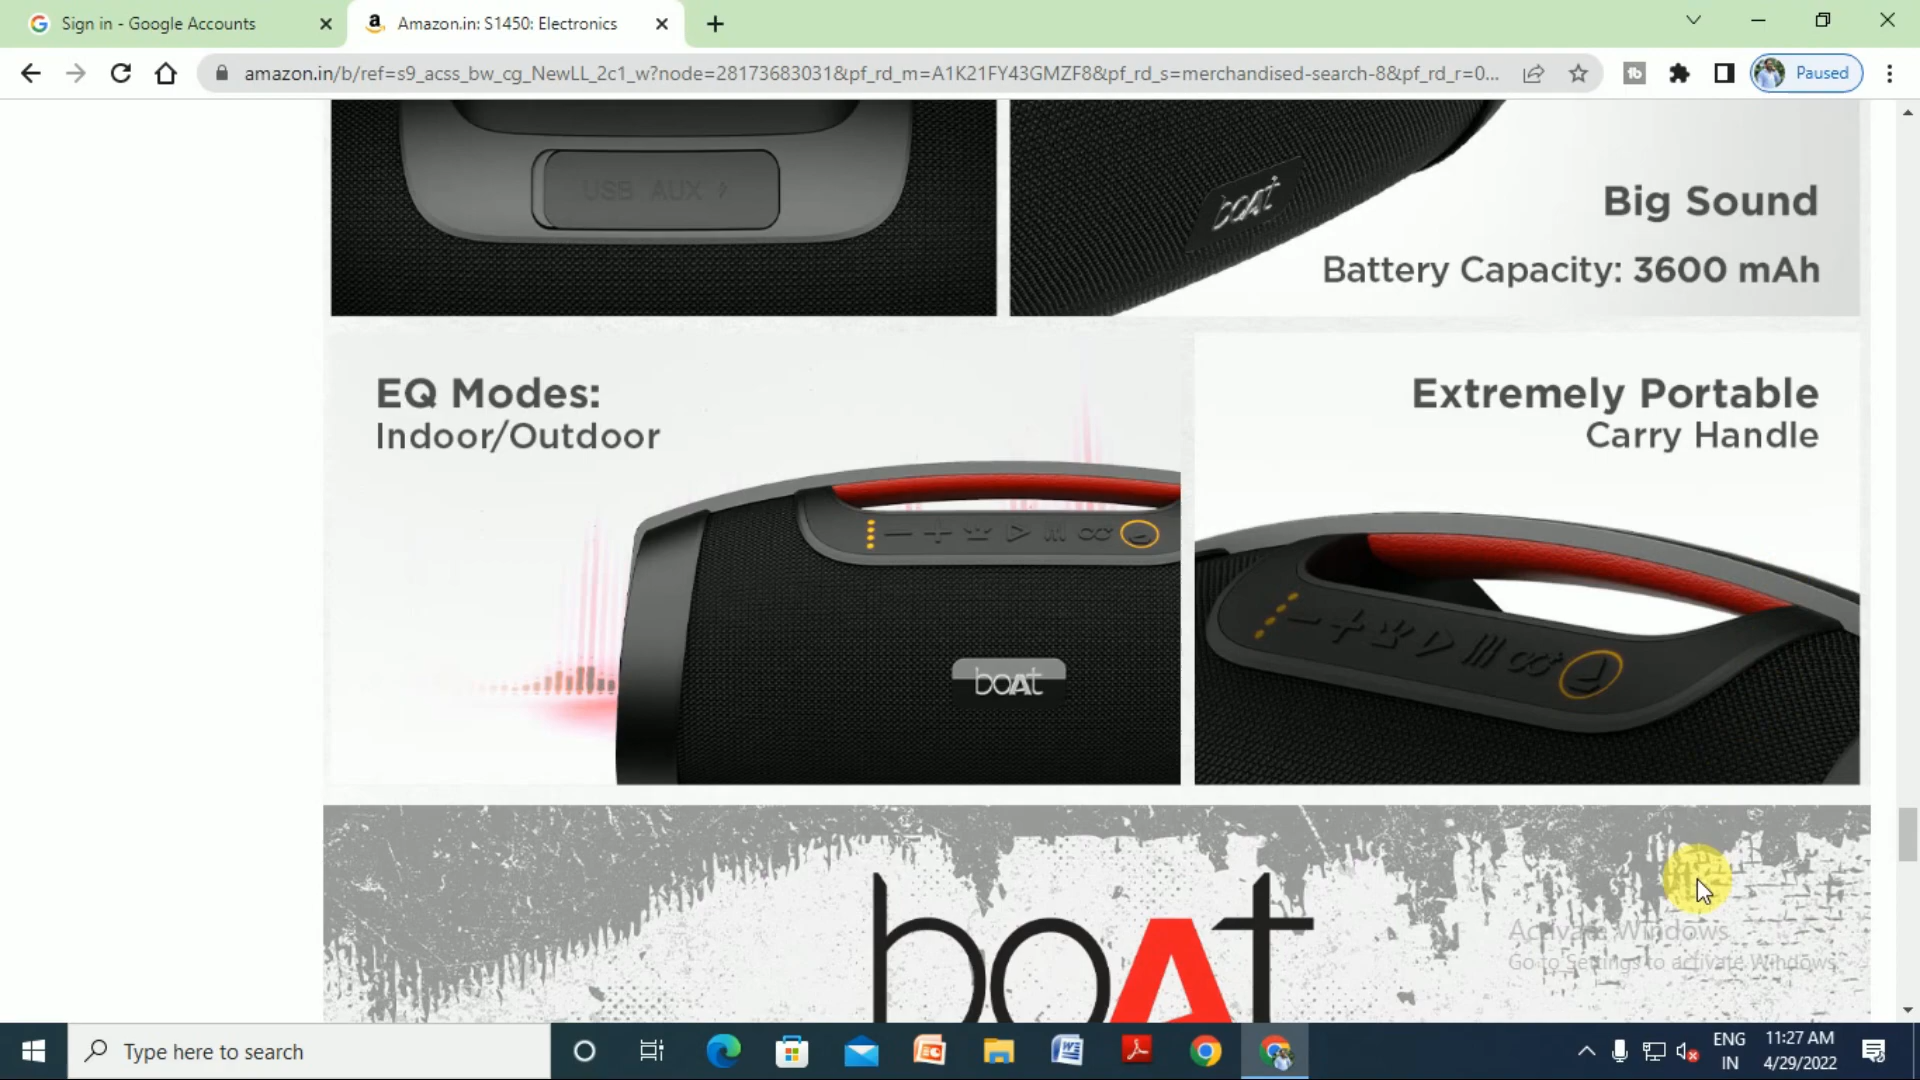 Sign in - Google Accounts
Amazon.in: S1450: Electronics
amazon.in/b/ref=s9_acss_bw_cg_NewLL_2c1_w?node=28173683031&pf_rd_m=A1K21FY43GMZF8&pf_rd_s=merchandised-search-8&pf_rd_r=0...
Paused
USB AUX
boAt
Big Sound
Battery Capacity: 3600 mAh
EQ Modes:
Indoor/Outdoor
Extremely Portable
Carry Handle
boAt
boAt
Activate Windows
Go to Settings to activate Windows.
Type here to search
ENG
IN
11:27 AM
4/29/2022